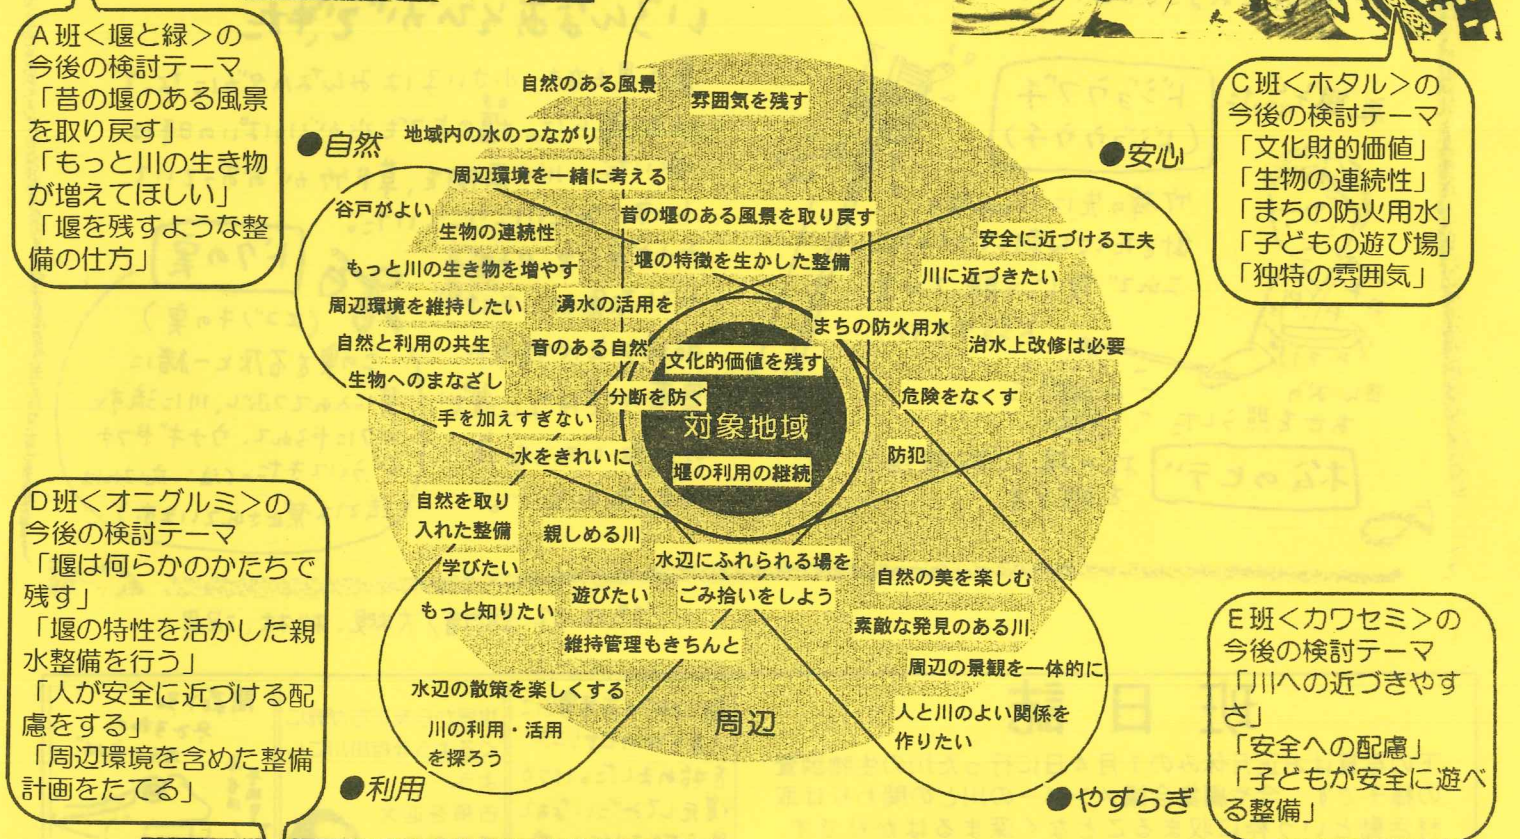 A班<堰と緑>の
今後の検討テーマ
「昔の堰のある風景
を取り戻す」
「もっと川の生き物
が増えてほしい」
「堰を残すような整
備の仕方」
C班<ホタル>の
今後の検討テーマ
「文化財的価値」
「生物の連続性」
「まちの防火用水」
「子どもの遊び場」
「独特の雰囲気」
●自然
●安心
自然のある風景
雰囲気を残す
地域内の水のつながり
周辺環境を一緒に考える
谷戸がよい
昔の堰のある風景を取り戻す
生物の連続性
堰の特徴を生かした整備
安全に近づける工夫
もっと川の生き物を増やす
川に近づきたい
周辺環境を維持したい
湧水の活用を
まちの防火用水
自然と利用の共生
音のある自然
治水上改修は必要
文化的価値を残す
生物へのまなざし
分断を防ぐ
危険をなくす
手を加えすぎない
対象地域
水をきれいに
堰の利用の継続
防犯
自然を取り
入れた整備
親しめる川
水辺にふれられる場を
学びたい
自然の美を楽しむ
遊びたい
ごみ拾いをしよう
もっと知りたい
素敵な発見のある川
維持管理もきちんと
周辺の景観を一体的に
水辺の散策を楽しくする
周辺
人と川のよい関係を
作りたい
川の利用・活用
を探ろう
●利用
●やすらぎ
D班<オニグルミ>の
今後の検討テーマ
「堰は何らかのかたちで
残す」
「堰の特性を活かした親
水整備を行う」
「人が安全に近づける配
慮をする」
「周辺環境を含めた整備
計画をたてる」
E班<カワセミ>の
今後の検討テーマ
「川への近づきやす
さ」
「安全への配慮」
「子どもが安全に遊べ
る整備」